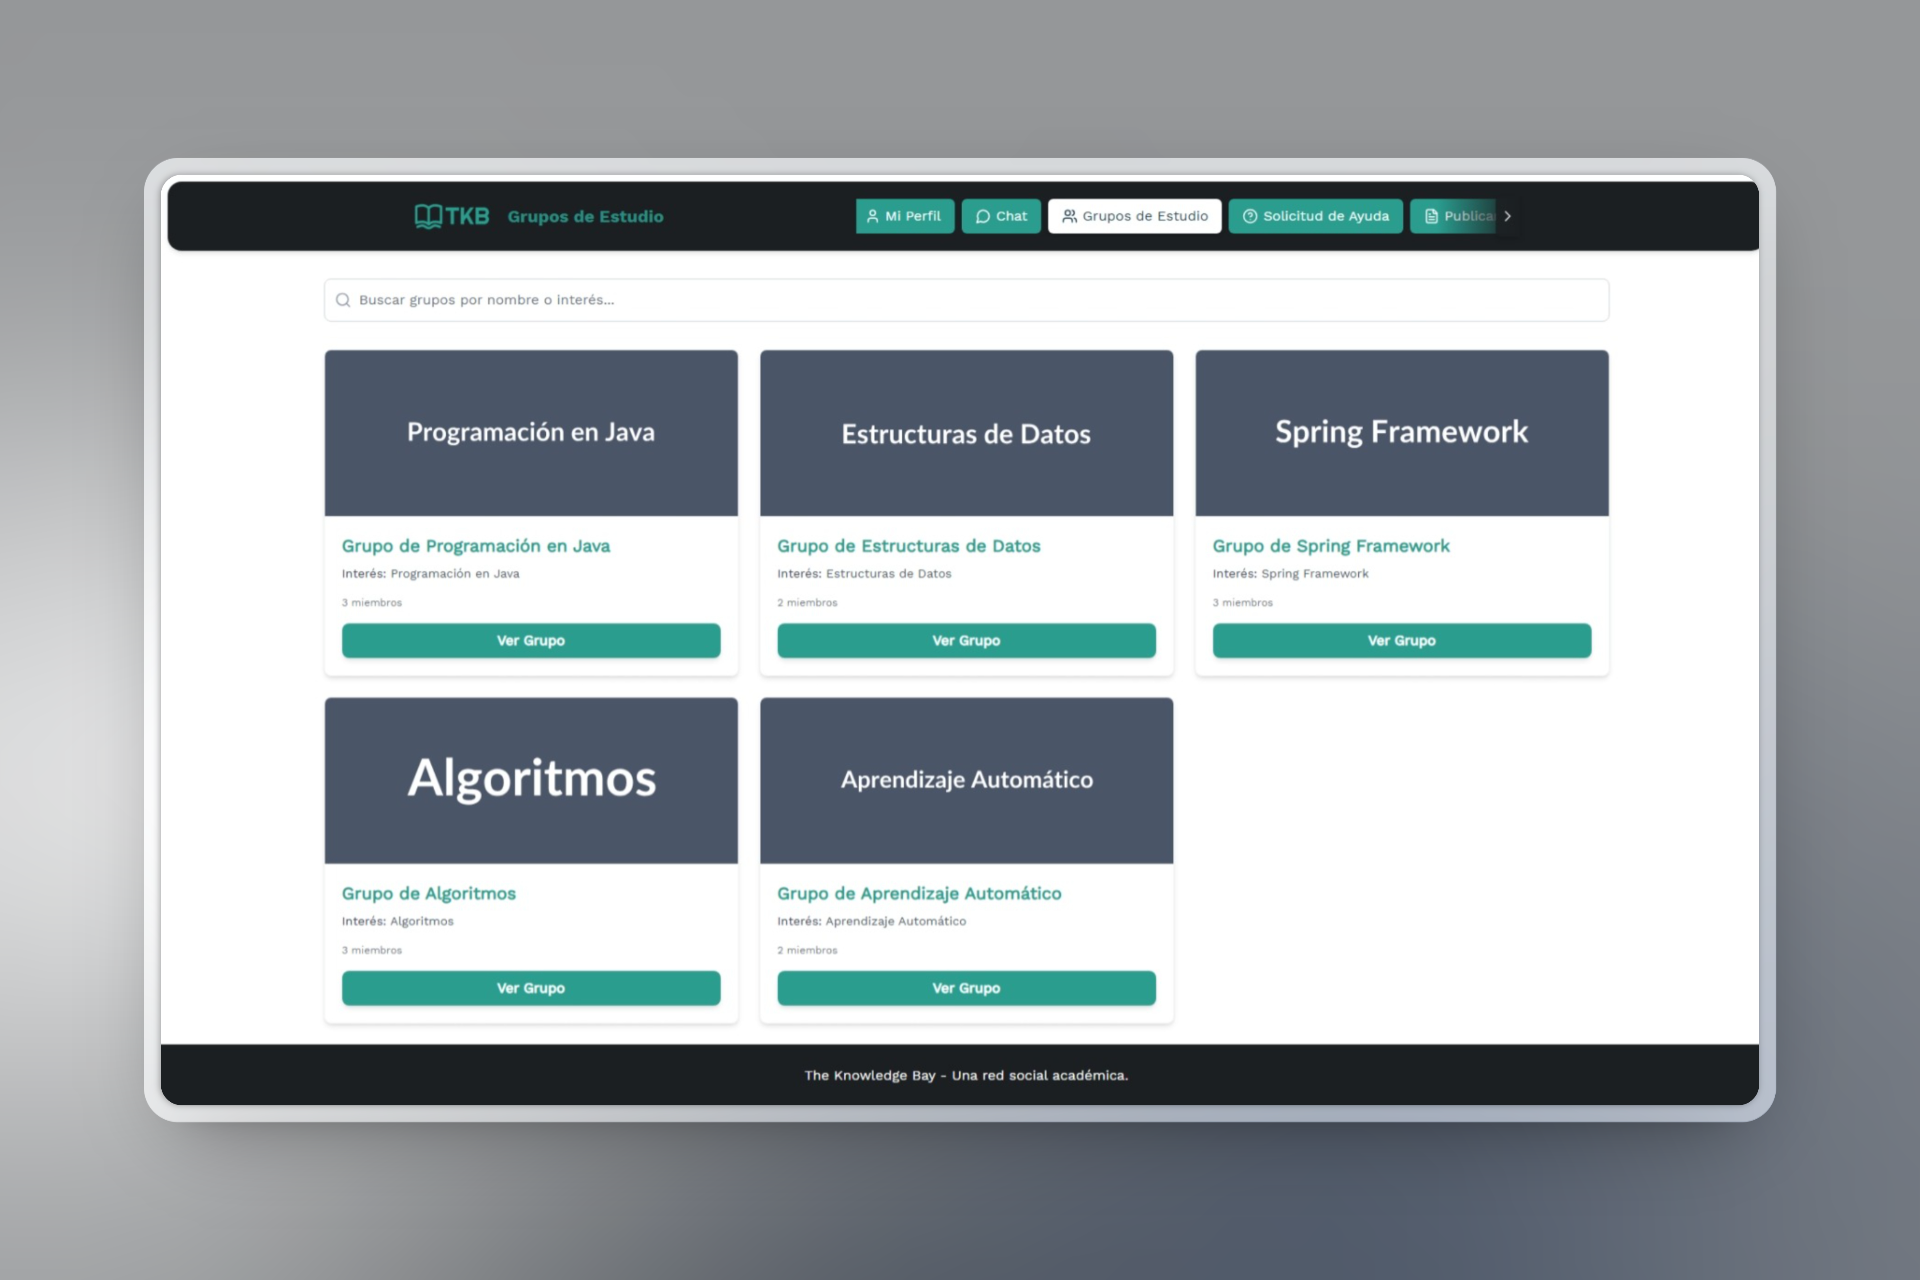 TKB Grupos de Estudio
Mi Perfil
Chat
Grupos de Estudio
Solicitud de Ayuda
Buscar grupos por nombre o interés...
Programación en Java
Grupo de Programación en Java
Interés: Programación en Java
3 miembros
Ver Grupo
Estructuras de Datos
Grupo de Estructuras de Datos
Interés: Estructuras de Datos
2 miembros
Ver Grupo
Spring Framework
Grupo de Spring Framework
Interés: Spring Framework
3 miembros
Ver Grupo
Algoritmos
Grupo de Algoritmos
Interés: Algoritmos
3 miembros
Ver Grupo
Aprendizaje Automático
Grupo de Aprendizaje Automático
Interés: Aprendizaje Automático
2 miembros
Ver Grupo
The Knowledge Bay - Una red social académica.